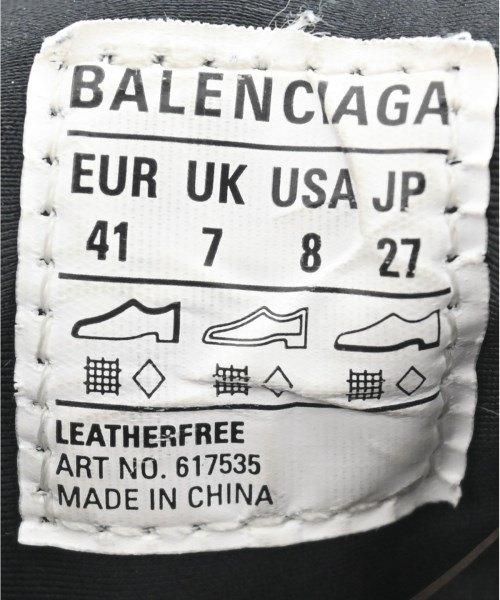 BALENCIAGA
EUR UK USA JP
41 7 8 27
LEATHERFREE
ART NO. 617535
MADE IN CHINA